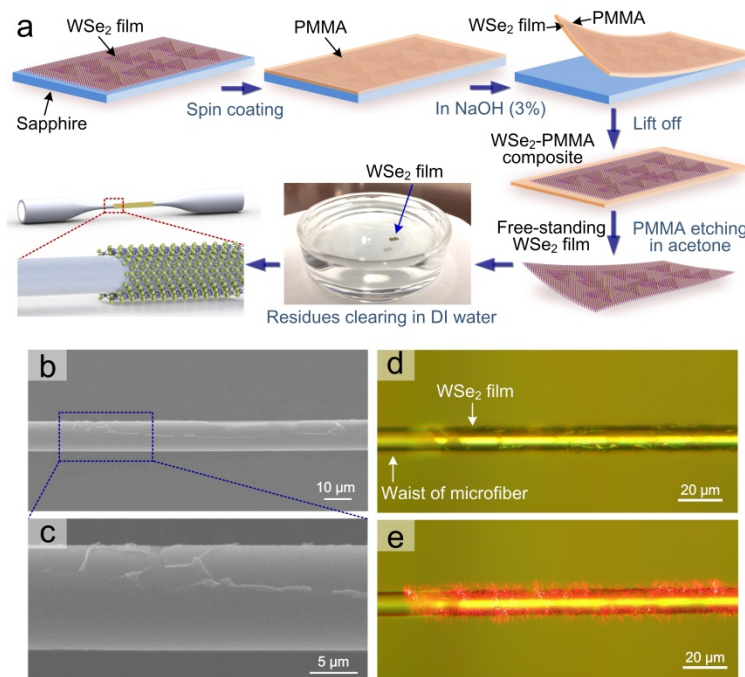 a
WSe₂ film
Sapphire
Spin coating
PMMA
In NaOH (3%)
WSe₂ film
PMMA
Lift off
WSe₂-PMMA
composite
PMMA etching
in acetone
Free-standing
WSe₂ film
WSe₂ film
Residues clearing in DI water
b
10 µm
c
5 µm
d
WSe₂ film
Waist of microfiber
20 µm
e
20 µm